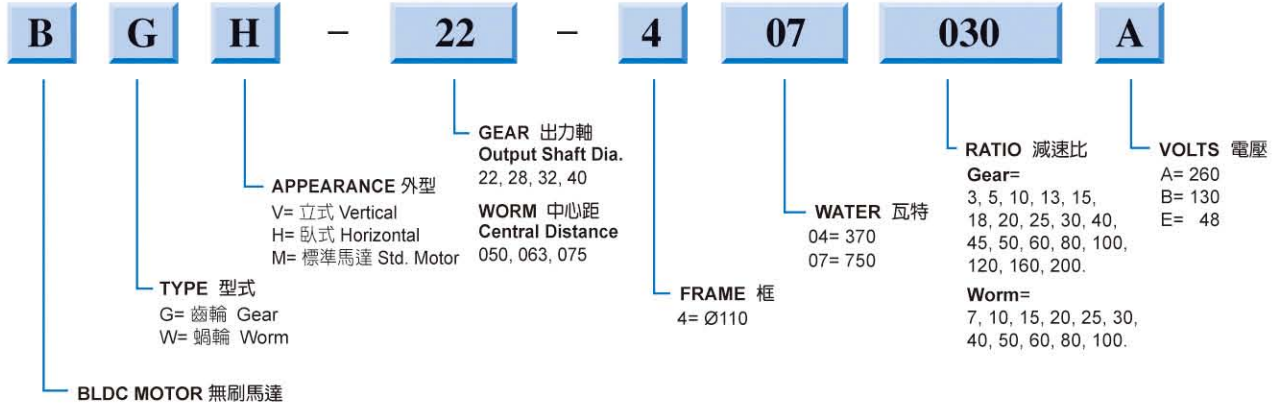 B G H - 22 - 4 07 030 A
GEAR 出力軸
Output Shaft Dia.
22, 28, 32, 40
WORM 中心距
Central Distance
050, 063, 075
APPEARANCE 外型
V= 立式 Vertical
H= 臥式 Horizontal
M= 標準馬達 Std. Motor
TYPE 型式
G= 齒輪 Gear
W= 蝸輪 Worm
BLDC MOTOR 無刷馬達
FRAME 框
4= Ø110
WATER 瓦特
04= 370
07= 750
RATIO 減速比
Gear=
3, 5, 10, 13, 15,
18, 20, 25, 30, 40,
45, 50, 60, 80, 100,
120, 160, 200.
Worm=
7, 10, 15, 20, 25, 30,
40, 50, 60, 80, 100.
VOLTS 電壓
A= 260
B= 130
E= 48